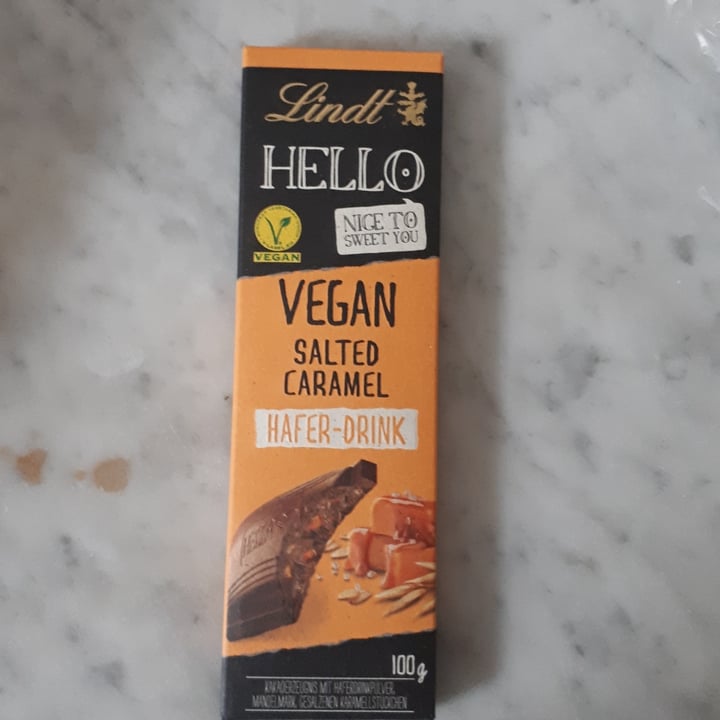 Lindt
HELLO
NICE TO
SWEET YOU
VEGAN
VEGAN
SALTED
CARAMEL
HAFER-DRINK
HELLO
100g
KAKAOERZEUGNIS MIT HAFERDRINKPULVER,
MANDELMARK, GESALZENEN KARAMELLSTÜCKCHEN